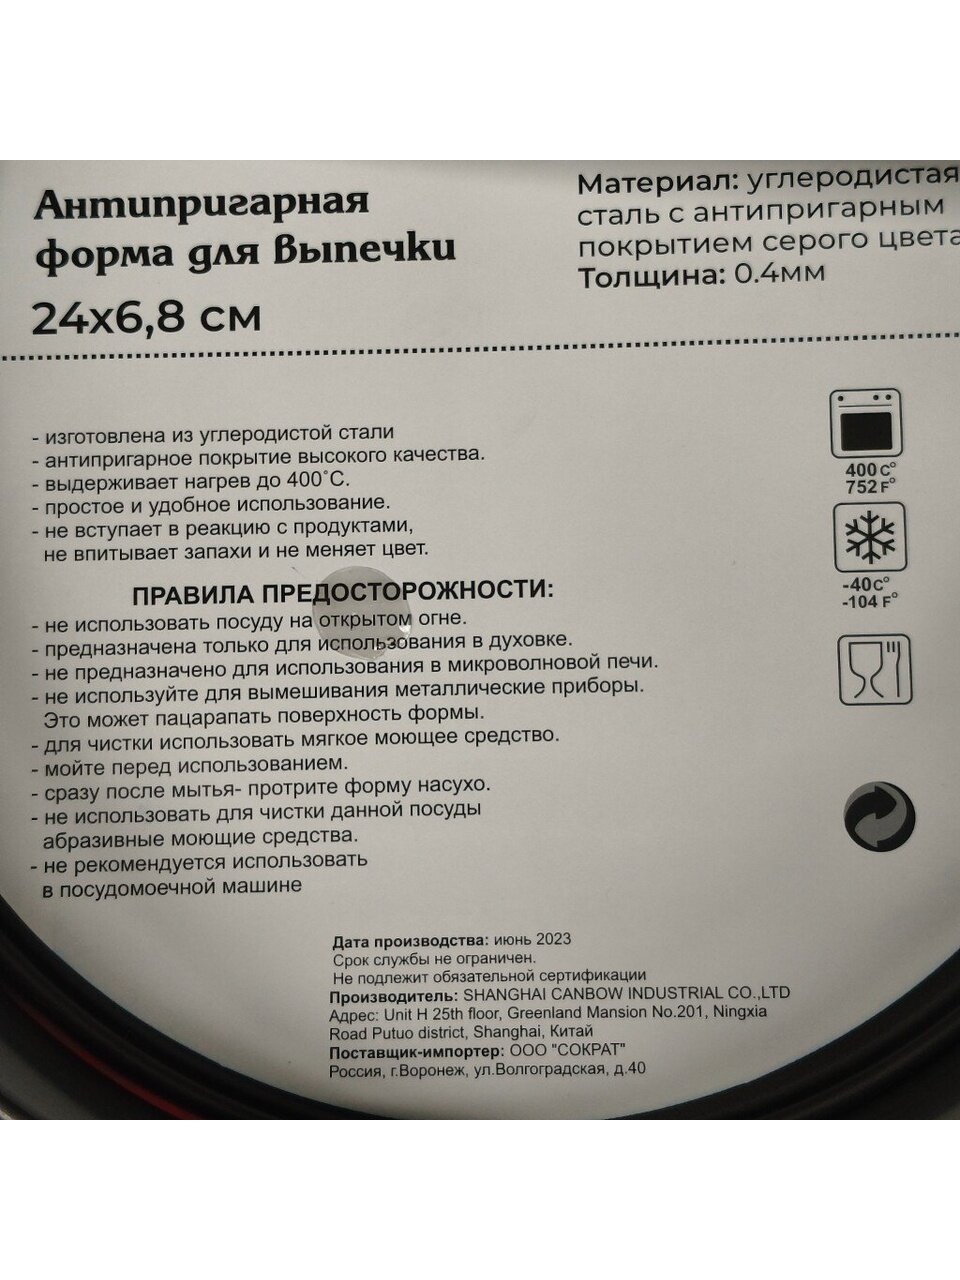 Антипригарная
форма для выпечки
24х6,8 см
Материал: углеродистая
сталь с антипригарным
покрытием серого цвета
Толщина: 0.4мм
- изготовлена из углеродистой стали
- антипригарное покрытие высокого качества.
- выдерживает нагрев до 400˚С.
- простое и удобное использование.
- не вступает в реакцию с продуктами,
не впитывает запахи и не меняет цвет.
400 C°
752 F°
-40C°
-104 F°
ПРАВИЛА ПРЕДОСТОРОЖНОСТИ:
- не использовать посуду на открытом огне.
- предназначена только для использования в духовке.
- не предназначено для использования в микроволновой печи.
- не используйте для вымешивания металлические приборы.
Это может пацарапать поверхность формы.
- для чистки использовать мягкое моющее средство.
- мойте перед использованием.
- сразу после мытья- протрите форму насухо.
- не использовать для чистки данной посуды
абразивные моющие средства.
- не рекомендуется использовать
в посудомоечной машине
Дата производства: июнь 2023
Срок службы не ограничен.
Не подлежит обязательной сертификации
Производитель: SHANGHAI CANBOW INDUSTRIAL CO.,LTD
Адрес: Unit H 25th floor, Greenland Mansion No.201, Ningxia
Road Putuo district, Shanghai, Китай
Поставщик-импортер: ООО "СОКРАТ"
Россия, г.Воронеж, ул.Волгоградская, д.40